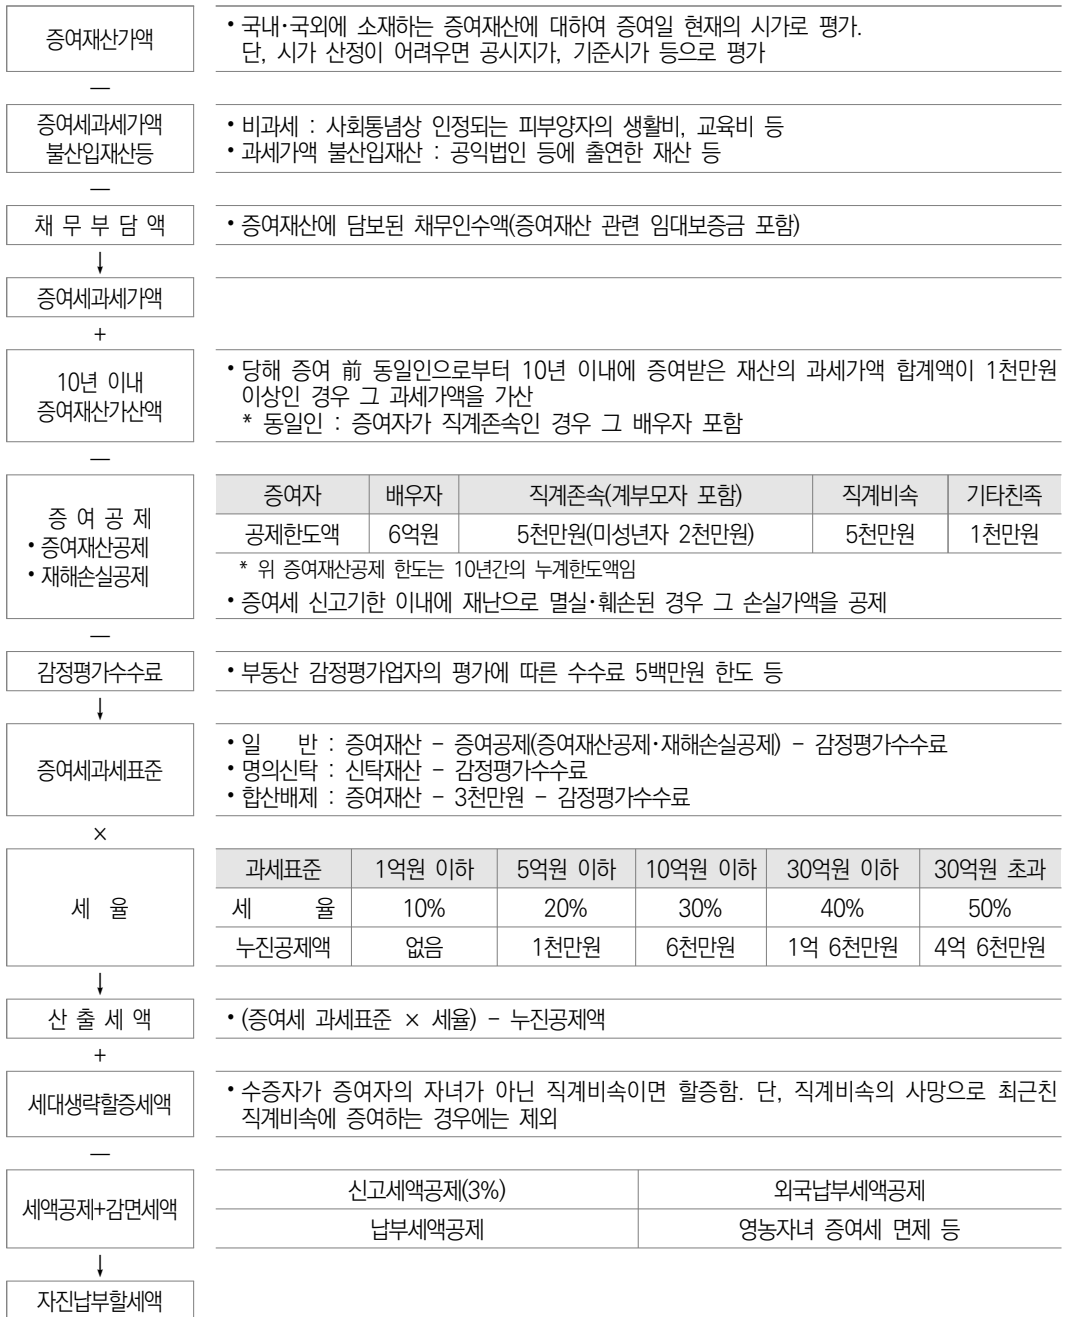 증여재산가액
• 국내·국외에 소재하는 증여재산에 대하여 증여일 현재의 시가로 평가.
단, 시가 산정이 어려우면 공시지가, 기준시가 등으로 평가
—
증여세과세가액
불산입재산등
• 비과세 : 사회통념상 인정되는 피부양자의 생활비, 교육비 등
• 과세가액 불산입재산 : 공익법인 등에 출연한 재산 등
—
채 무 부 담 액
• 증여재산에 담보된 채무인수액(증여재산 관련 임대보증금 포함)
↓
증여세과세가액
+
10년 이내
증여재산가산액
• 당해 증여 前 동일인으로부터 10년 이내에 증여받은 재산의 과세가액 합계액이 1천만원
이상인 경우 그 과세가액을 가산
* 동일인 : 증여자가 직계존속인 경우 그 배우자 포함
—
증 여 공 제
• 증여재산공제
• 재해손실공제
증여자 배우자 직계존속(계부모자 포함) 직계비속 기타친족
공제한도액 6억원 5천만원(미성년자 2천만원) 5천만원 1천만원
* 위 증여재산공제 한도는 10년간의 누계한도액임
• 증여세 신고기한 이내에 재난으로 멸실·훼손된 경우 그 손실가액을 공제
—
감정평가수수료
• 부동산 감정평가업자의 평가에 따른 수수료 5백만원 한도 등
↓
증여세과세표준
• 일 반 : 증여재산 - 증여공제(증여재산공제·재해손실공제) - 감정평가수수료
• 명의신탁 : 신탁재산 - 감정평가수수료
• 합산배제 : 증여재산 - 3천만원 - 감정평가수수료
×
세 율
과세표준 1억원 이하 5억원 이하 10억원 이하 30억원 이하 30억원 초과
세 율 10% 20% 30% 40% 50%
누진공제액 없음 1천만원 6천만원 1억 6천만원 4억 6천만원
↓
산 출 세 액
• (증여세 과세표준 × 세율) - 누진공제액
+
세대생략할증세액
• 수증자가 증여자의 자녀가 아닌 직계비속이면 할증함. 단, 직계비속의 사망으로 최근친
직계비속에 증여하는 경우에는 제외
—
세액공제+감면세액
신고세액공제(3%) 외국납부세액공제
납부세액공제 영농자녀 증여세 면제 등
↓
자진납부할세액